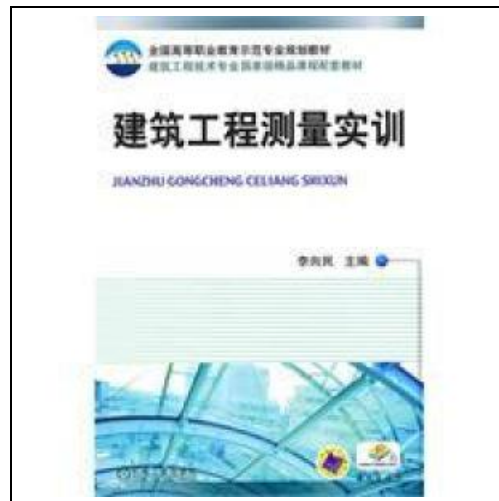 全国高等职业教育示范专业规划教材
建筑工程技术专业国家级精品课程配套教材
建筑工程测量实训
JIANZHU GONGCHENG CELIANG SHIXUN
李向民 主编